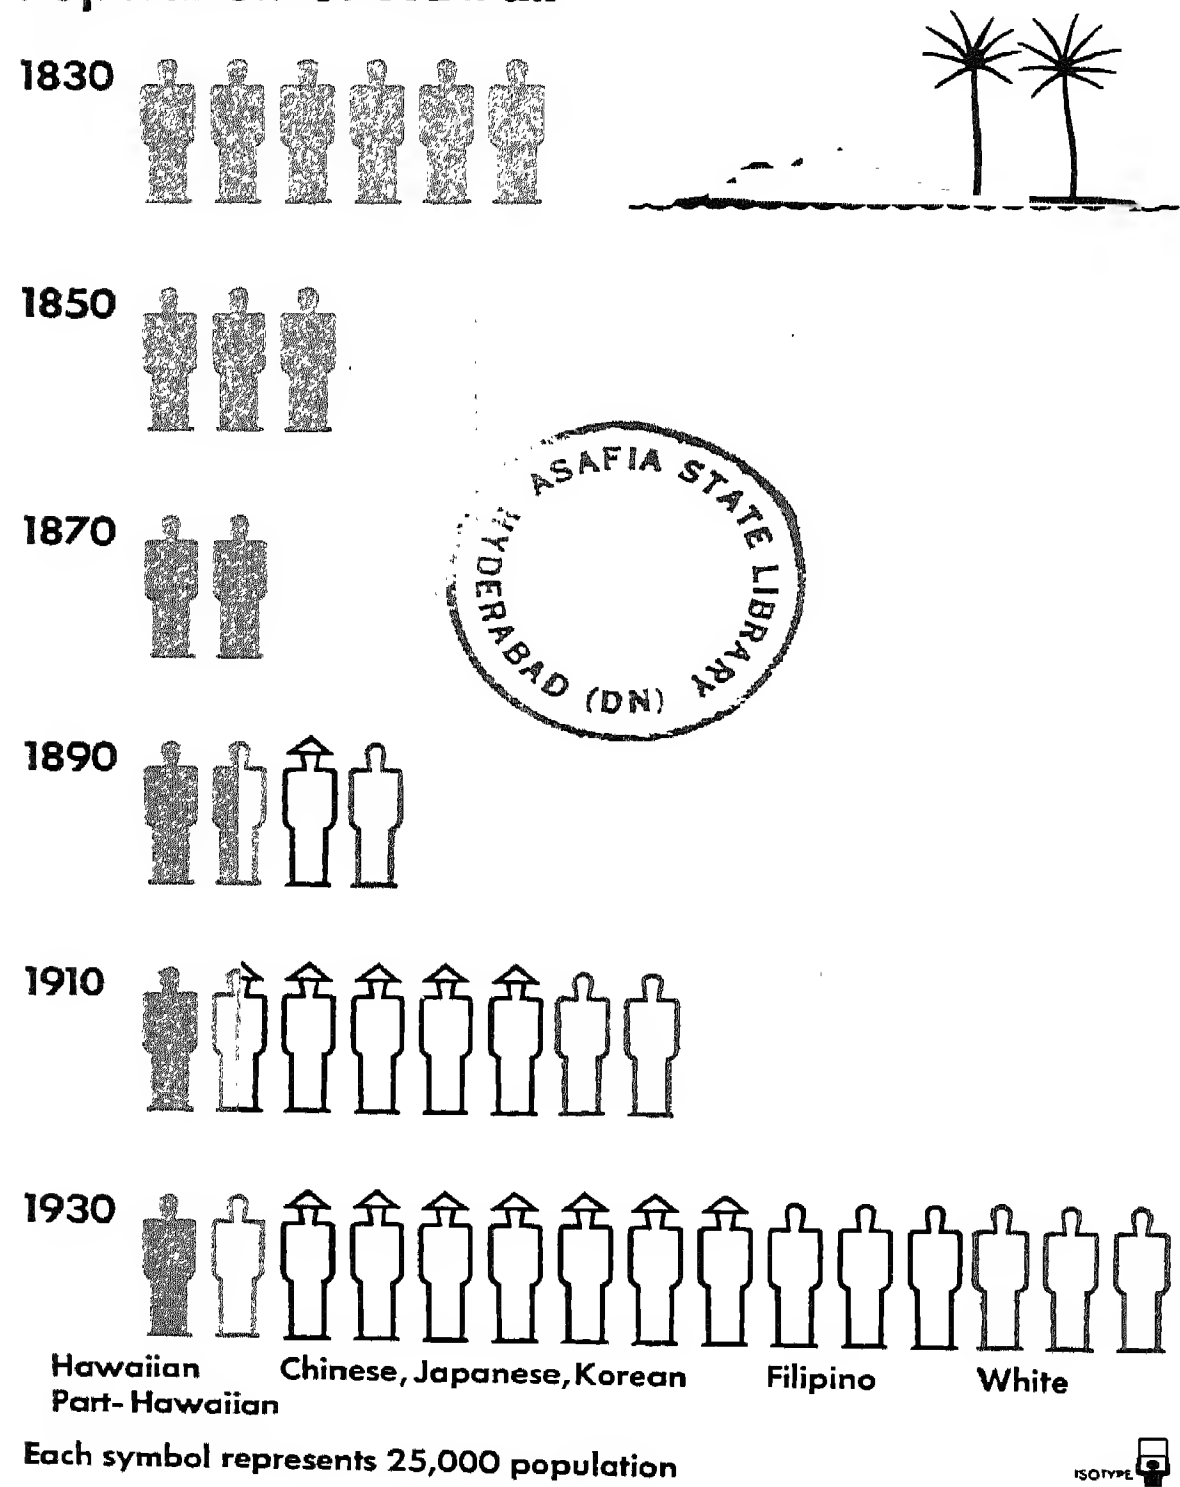 1830
1850
ASAFIA STATE LIBRARY
HYDERABAD (DN)
1870
1890
1910
1930
Hawaiian
Part-Hawaiian
Chinese, Japanese, Korean
Filipino
White
Each symbol represents 25,000 population
ISOTYPE